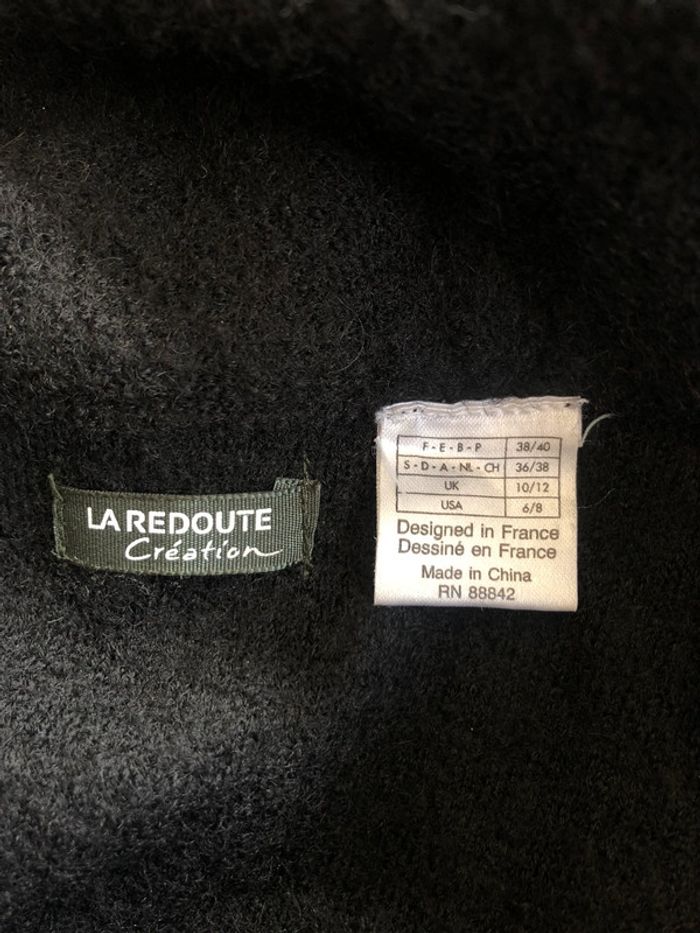 LA REDOUTE
Création
F - E - B - P 38/40
S - D - A - NL - CH 36/38
UK 10/12
USA 6/8
Designed in France
Dessiné en France
Made in China
RN 88842